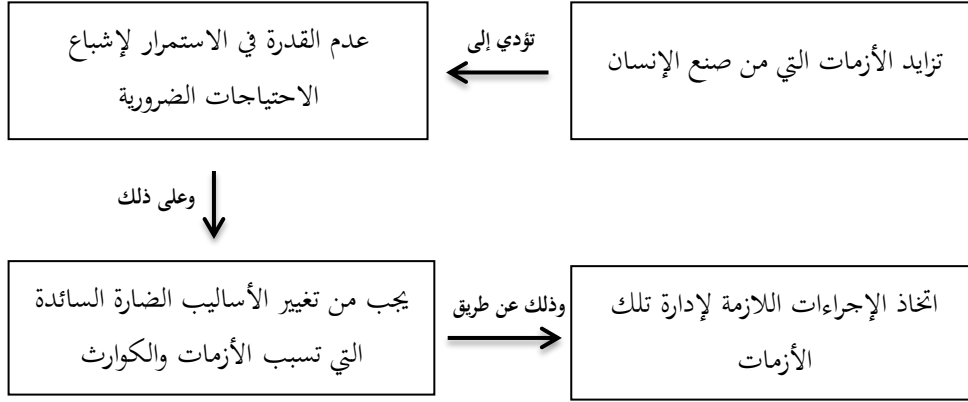 تزايد الأزمات التي من صنع الإنسان
تؤدي إلى
عدم القدرة في الاستمرار لإشباع
الاحتياجات الضرورية
وعلى ذلك
يجب من تغيير الأساليب الضارة السائدة
التي تسبب الأزمات والكوارث
وذلك عن طريق
اتخاذ الإجراءات اللازمة لإدارة تلك
الأزمات